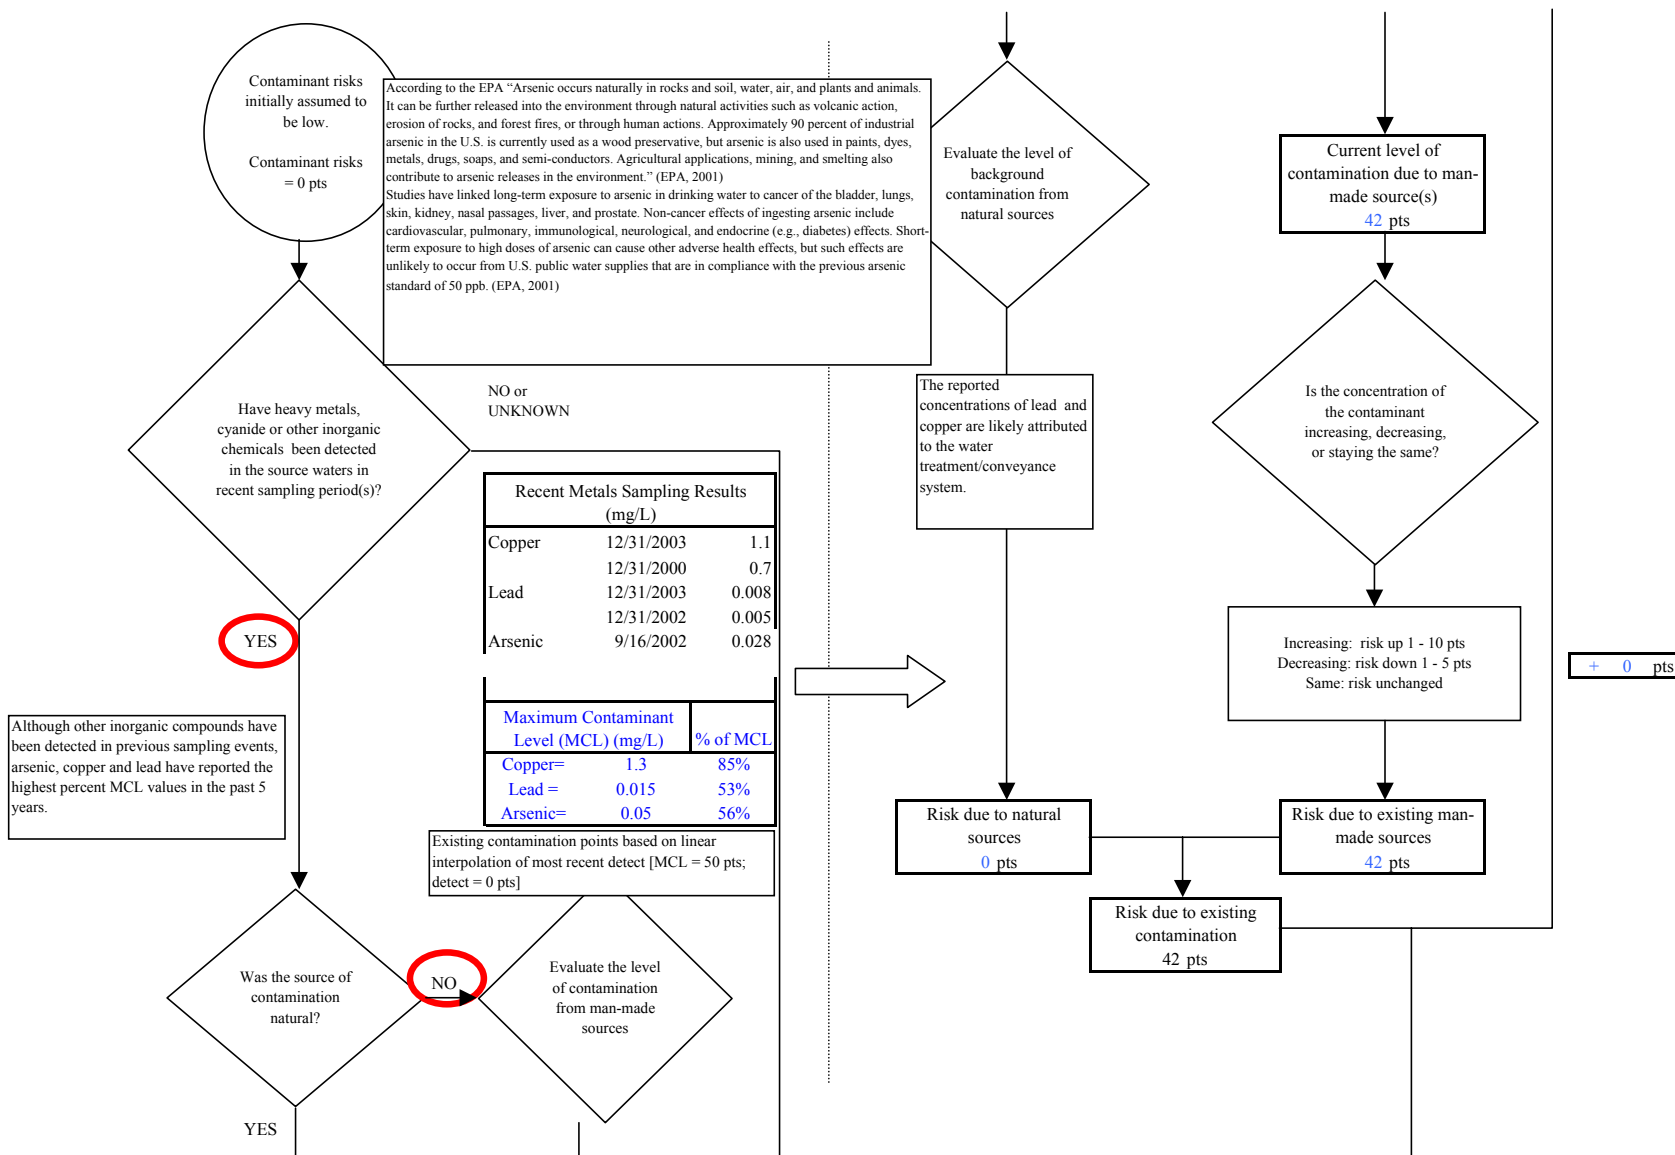 Contaminant risks
initially assumed to
be low.
Contaminant risks
= 0 pts
According to the EPA “Arsenic occurs naturally in rocks and soil, water, air, and plants and animals.
It can be further released into the environment through natural activities such as volcanic action,
erosion of rocks, and forest fires, or through human actions. Approximately 90 percent of industrial
arsenic in the U.S. is currently used as a wood preservative, but arsenic is also used in paints, dyes,
metals, drugs, soaps, and semi-conductors. Agricultural applications, mining, and smelting also
contribute to arsenic releases in the environment.” (EPA, 2001)
Studies have linked long-term exposure to arsenic in drinking water to cancer of the bladder, lungs,
skin, kidney, nasal passages, liver, and prostate. Non-cancer effects of ingesting arsenic include
cardiovascular, pulmonary, immunological, neurological, and endocrine (e.g., diabetes) effects. Short-
term exposure to high doses of arsenic can cause other adverse health effects, but such effects are
unlikely to occur from U.S. public water supplies that are in compliance with the previous arsenic
standard of 50 ppb. (EPA, 2001)
Have heavy metals,
cyanide or other inorganic
chemicals been detected
in the source waters in
recent sampling period(s)?
NO or
UNKNOWN
YES
Recent Metals Sampling Results
(mg/L)
Copper 12/31/2003 1.1
12/31/2000 0.7
Lead 12/31/2003 0.008
12/31/2002 0.005
Arsenic 9/16/2002 0.028
Maximum Contaminant
Level (MCL) (mg/L) % of MCL
Copper= 1.3 85%
Lead = 0.015 53%
Arsenic= 0.05 56%
Although other inorganic compounds have
been detected in previous sampling events,
arsenic, copper and lead have reported the
highest percent MCL values in the past 5
years.
Existing contamination points based on linear
interpolation of most recent detect [MCL = 50 pts;
detect = 0 pts]
Was the source of
contamination
natural?
NO
Evaluate the level
of contamination
from man-made
sources
YES
Evaluate the level of
background
contamination from
natural sources
The reported
concentrations of lead and
copper are likely attributed
to the water
treatment/conveyance
system.
Risk due to natural
sources
0 pts
Current level of
contamination due to man-
made source(s)
42 pts
Is the concentration of
the contaminant
increasing, decreasing,
or staying the same?
Increasing: risk up 1 - 10 pts
Decreasing: risk down 1 - 5 pts
Same: risk unchanged
+ 0 pts
Risk due to existing man-
made sources
42 pts
Risk due to existing
contamination
42 pts